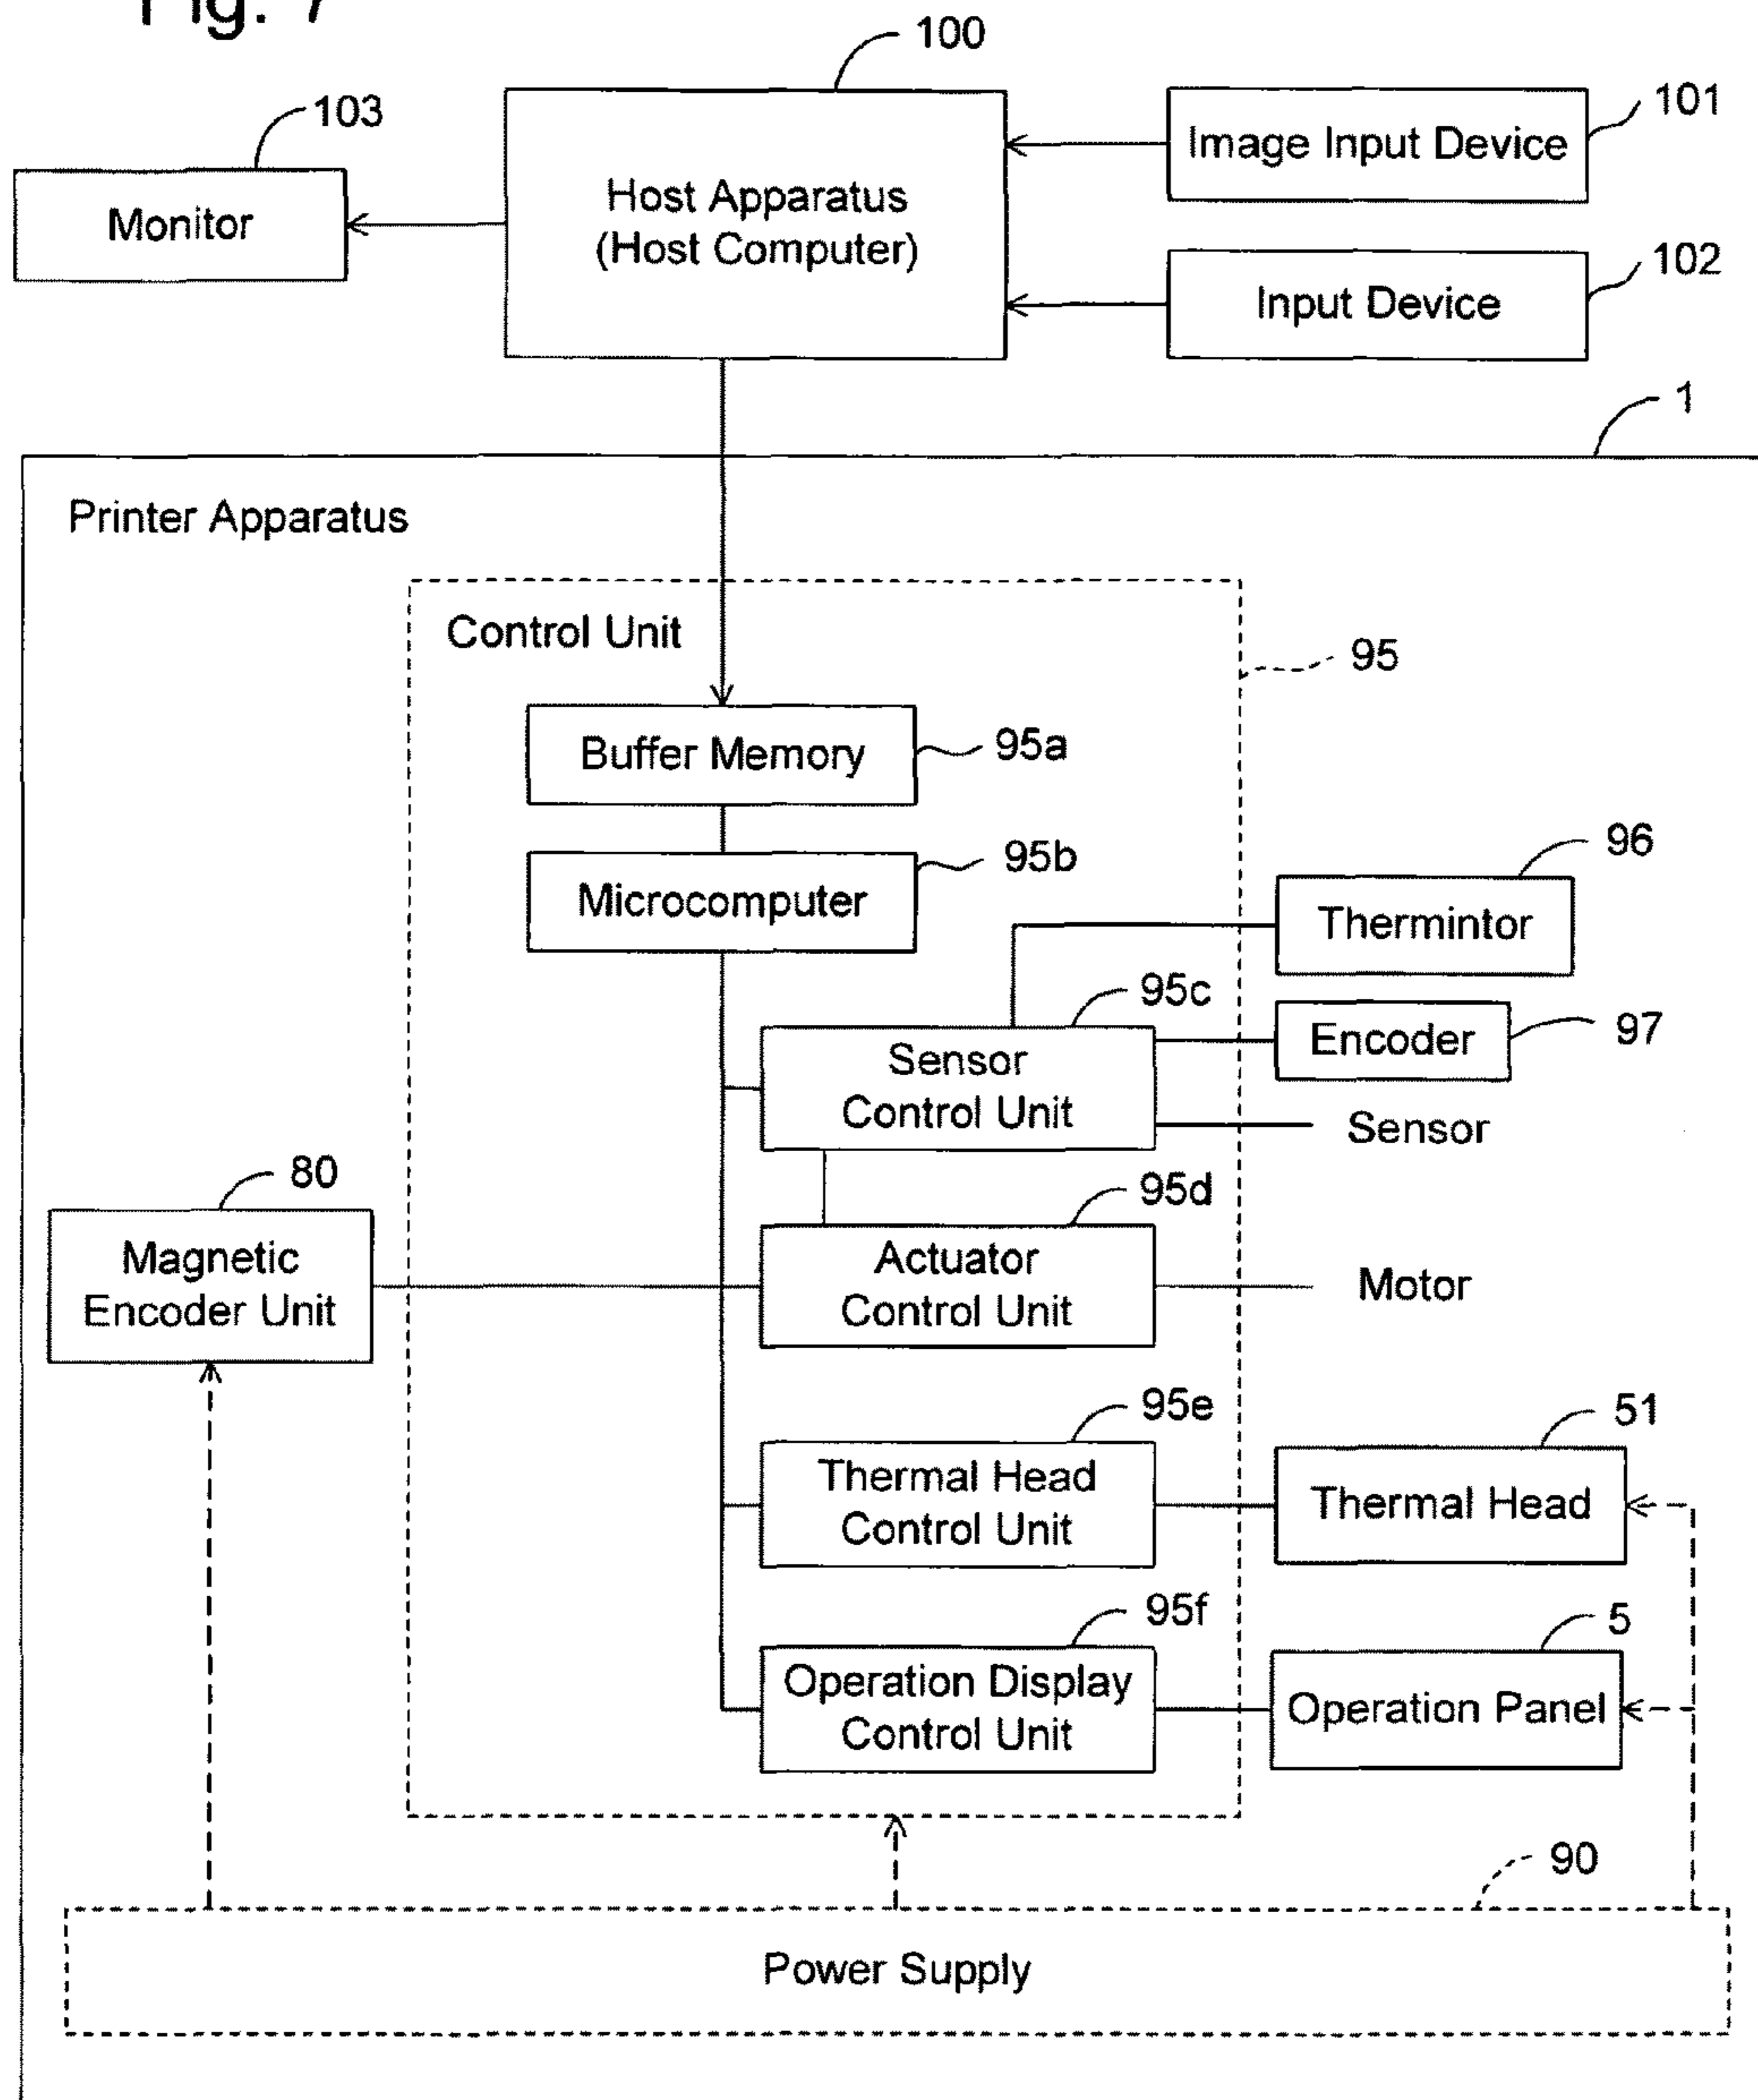 Fig. 7
100
103
101
Image Input Device
Host Apparatus
(Host Computer)
Monitor
102
Input Device
1
Printer Apparatus
Control Unit
95
Buffer Memory
95a
96
95b
Microcomputer
Thermintor
95c
97
Encoder
Sensor
Control Unit
Sensor
80
95d
Magnetic
Encoder Unit
Actuator
Control Unit
Motor
95e
51
Thermal Head
Control Unit
Thermal Head
95f
5
Operation Display
Control Unit
Operation Panel
90
Power Supply